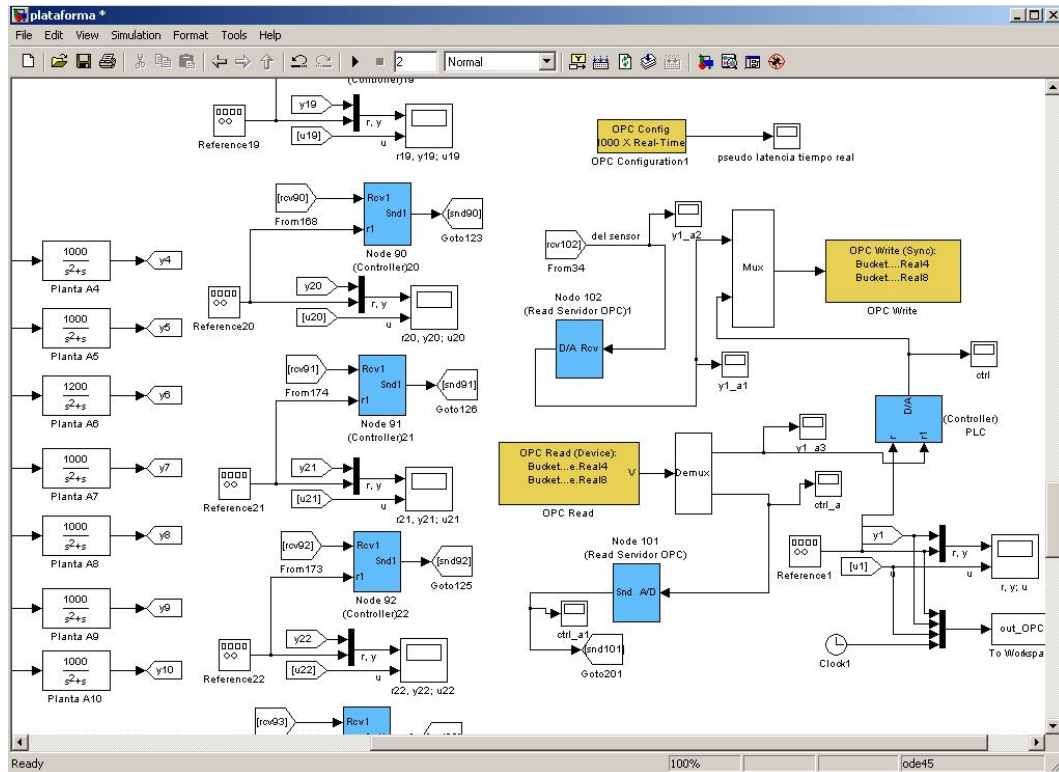 plataforma *
File Edit View Simulation Format Tools Help
2 Normal
(Controller)19
y19
r, y
[u19]
u
Reference19
r19, y19; u19
OPC Config
1000 X Real-Time
OPC Configuration1
pseudo latencia tiempo real
[rcv90]
From168
Rcv1
Snd1
r1
[snd90]
Goto123
Node 90
(Controller)20
y20
r, y
[u20]
u
Reference20
r20, y20; u20
1000
s²+s
Planta A4
y4
1000
s²+s
Planta A5
y5
1200
s²+s
Planta A6
y6
1000
s²+s
Planta A7
y7
1000
s²+s
Planta A8
y8
1000
s²+s
Planta A9
y9
1000
s²+s
Planta A10
y10
[rcv91]
From174
Rcv1
Snd1
r1
[snd91]
Goto126
Node 91
(Controller)21
y21
r, y
[u21]
u
Reference21
r21, y21; u21
[rcv92]
From173
Rcv1
Snd1
r1
[snd92]
Goto125
Node 92
(Controller)22
y22
r, y
[u22]
u
Reference22
r22, y22; u22
[rcv93]
Rcv1
rcv102]
From34
del sensor
y1_a2
Mux
OPC Write (Sync):
Bucket....Real4
Bucket....Real8
OPC Write
Nodo 102
(Read Servidor OPC)1
D/A Rcv
y1_a1
ctrl
D/A
r
r1
(Controller)
PLC
OPC Read (Device):
Bucket...e.Real4
Bucket...e.Real8
V
OPC Read
Demux
y1_a3
ctrl_a
Node 101
(Read Servidor OPC)
Snd A/D
ctrl_a1
[snd101]
Goto201
Reference1
y1
r, y
[u1]
u
u
r, y; u
Clock1
out_OPC
To Workspa
Ready
100%
ode45